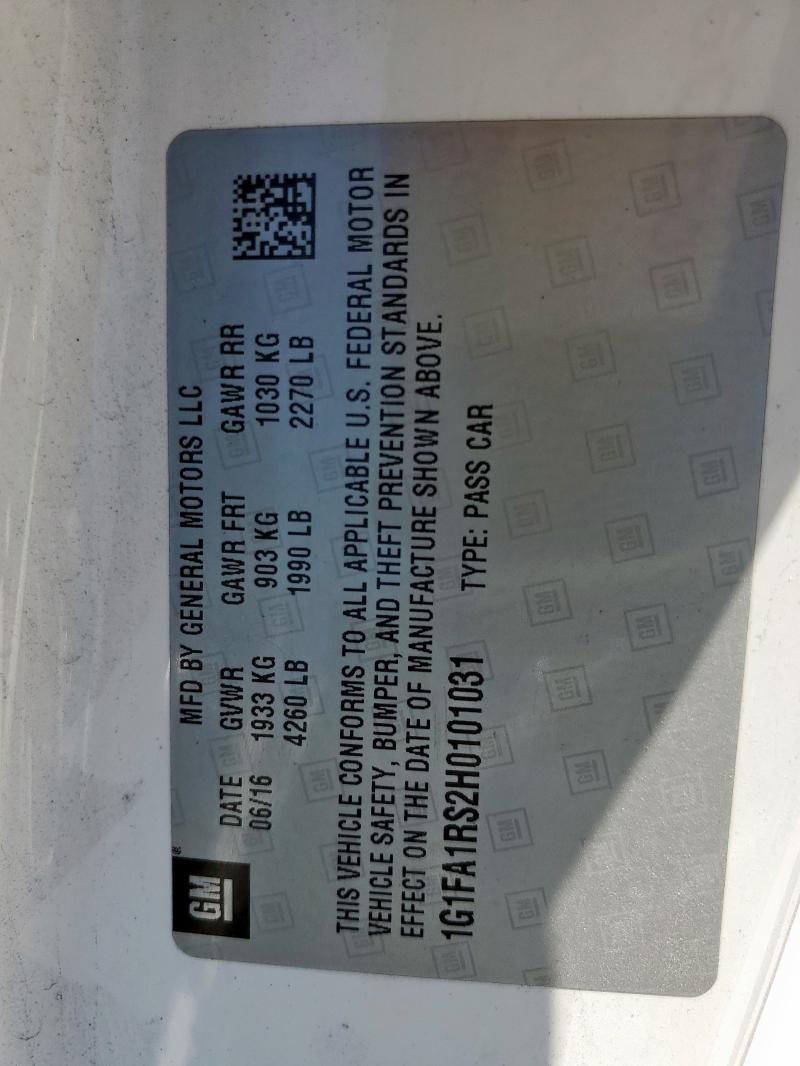 GM
MFD BY GENERAL MOTORS LLC
DATE GVWR GAWR FRT GAWR RR
06/16 1933 KG 903 KG 1030 KG
4260 LB 1990 LB 2270 LB
THIS VEHICLE CONFORMS TO ALL APPLICABLE U.S. FEDERAL MOTOR
VEHICLE SAFETY, BUMPER, AND THEFT PREVENTION STANDARDS IN
EFFECT ON THE DATE OF MANUFACTURE SHOWN ABOVE.
1G1FA1RS2H0101031 TYPE: PASS CAR